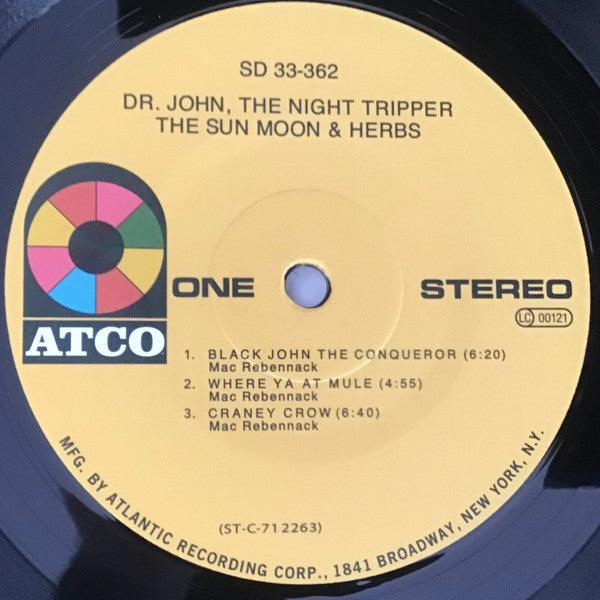 SD 33-362
DR. JOHN, THE NIGHT TRIPPER
THE SUN MOON & HERBS
ATCO
ONE
STEREO
LC 00121
1. BLACK JOHN THE CONQUEROR (6:20)
Mac Rebennack
2. WHERE YA AT MULE (4:55)
Mac Rebennack
3. CRANEY CROW (6:40)
Mac Rebennack
(ST-C-712263)
MFG. BY ATLANTIC RECORDING CORP., 1841 BROADWAY, NEW YORK, N.Y.